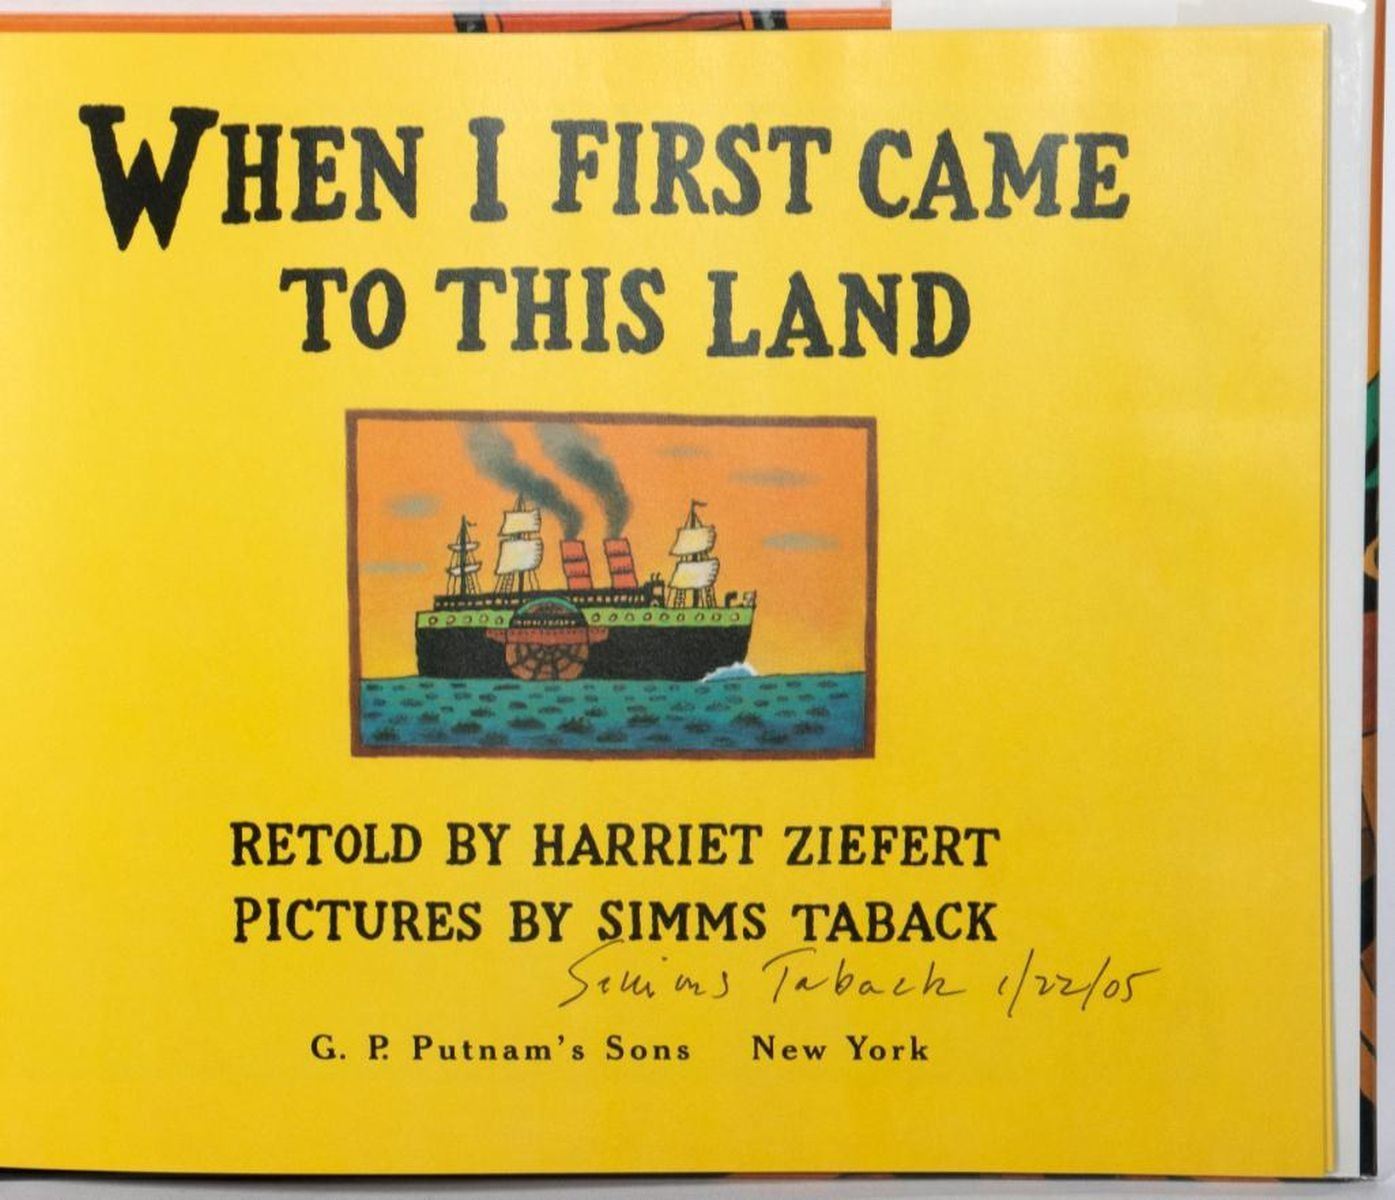 WHEN I FIRST CAME
TO THIS LAND
RETOLD BY HARRIET ZIEFERT
PICTURES BY SIMMS TABACK
Simms Taback 1/22/05
G. P. Putnam's Sons New York